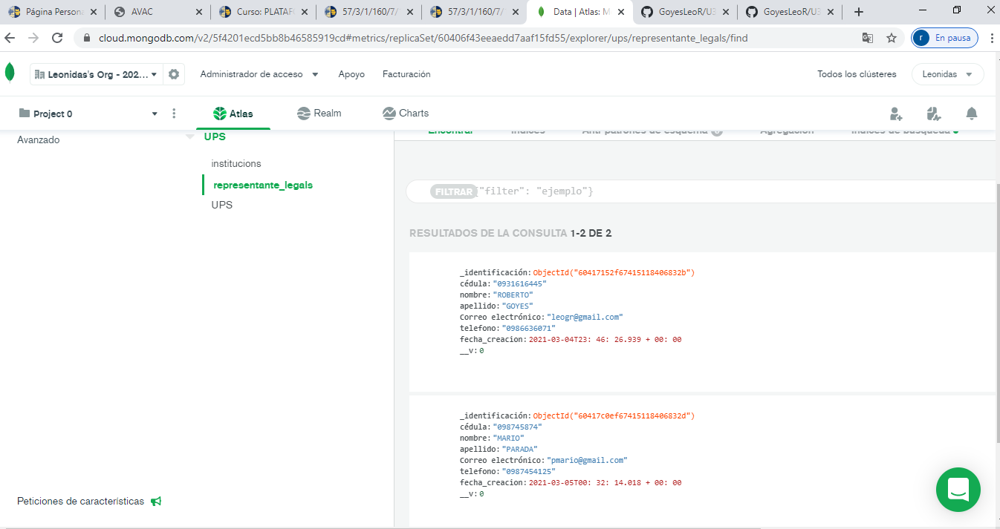 Página Persona
AVAC
Curso: PLATAF
57/3/1/160/7/
57/3/1/160/7/
Data | Atlas: M
GoyesLeoR/U3
GoyesLeoR/U3
cloud.mongodb.com/v2/5f4201ecd5bb8b46585919cd#metrics/replicaSet/60406f43eeaedd7aaf15fd55/explorer/ups/representante_legals/find
r En pausa
Leonidas's Org - 202...
Administrador de acceso
Apoyo
Facturación
Todos los clústeres
Leonidas
Project 0
Atlas
Realm
Charts
Avanzado
UPS
institucions
representante_legals
UPS
Peticiones de características
Encontrar
Índices
Anti-patrones de esquema
Agregación
Índices de búsqueda
FILTRAR {"filter": "ejemplo"}
RESULTADOS DE LA CONSULTA 1-2 DE 2
_identificación: ObjectId("60417152f67415118406832b")
cédula: "0931616445"
nombre: "ROBERTO"
apellido: "GOYES"
Correo electrónico: "leogr@gmail.com"
telefono: "0986636071"
fecha_creacion: 2021-03-04T23: 46: 26.939 + 00: 00
__v: 0
_identificación: ObjectId("60417c0ef67415118406832d")
cédula: "098745874"
nombre: "MARIO"
apellido: "PARADA"
Correo electrónico: "pmario@gmail.com"
telefono: "0987454125"
fecha_creacion: 2021-03-05T00: 32: 14.018 + 00: 00
__v: 0